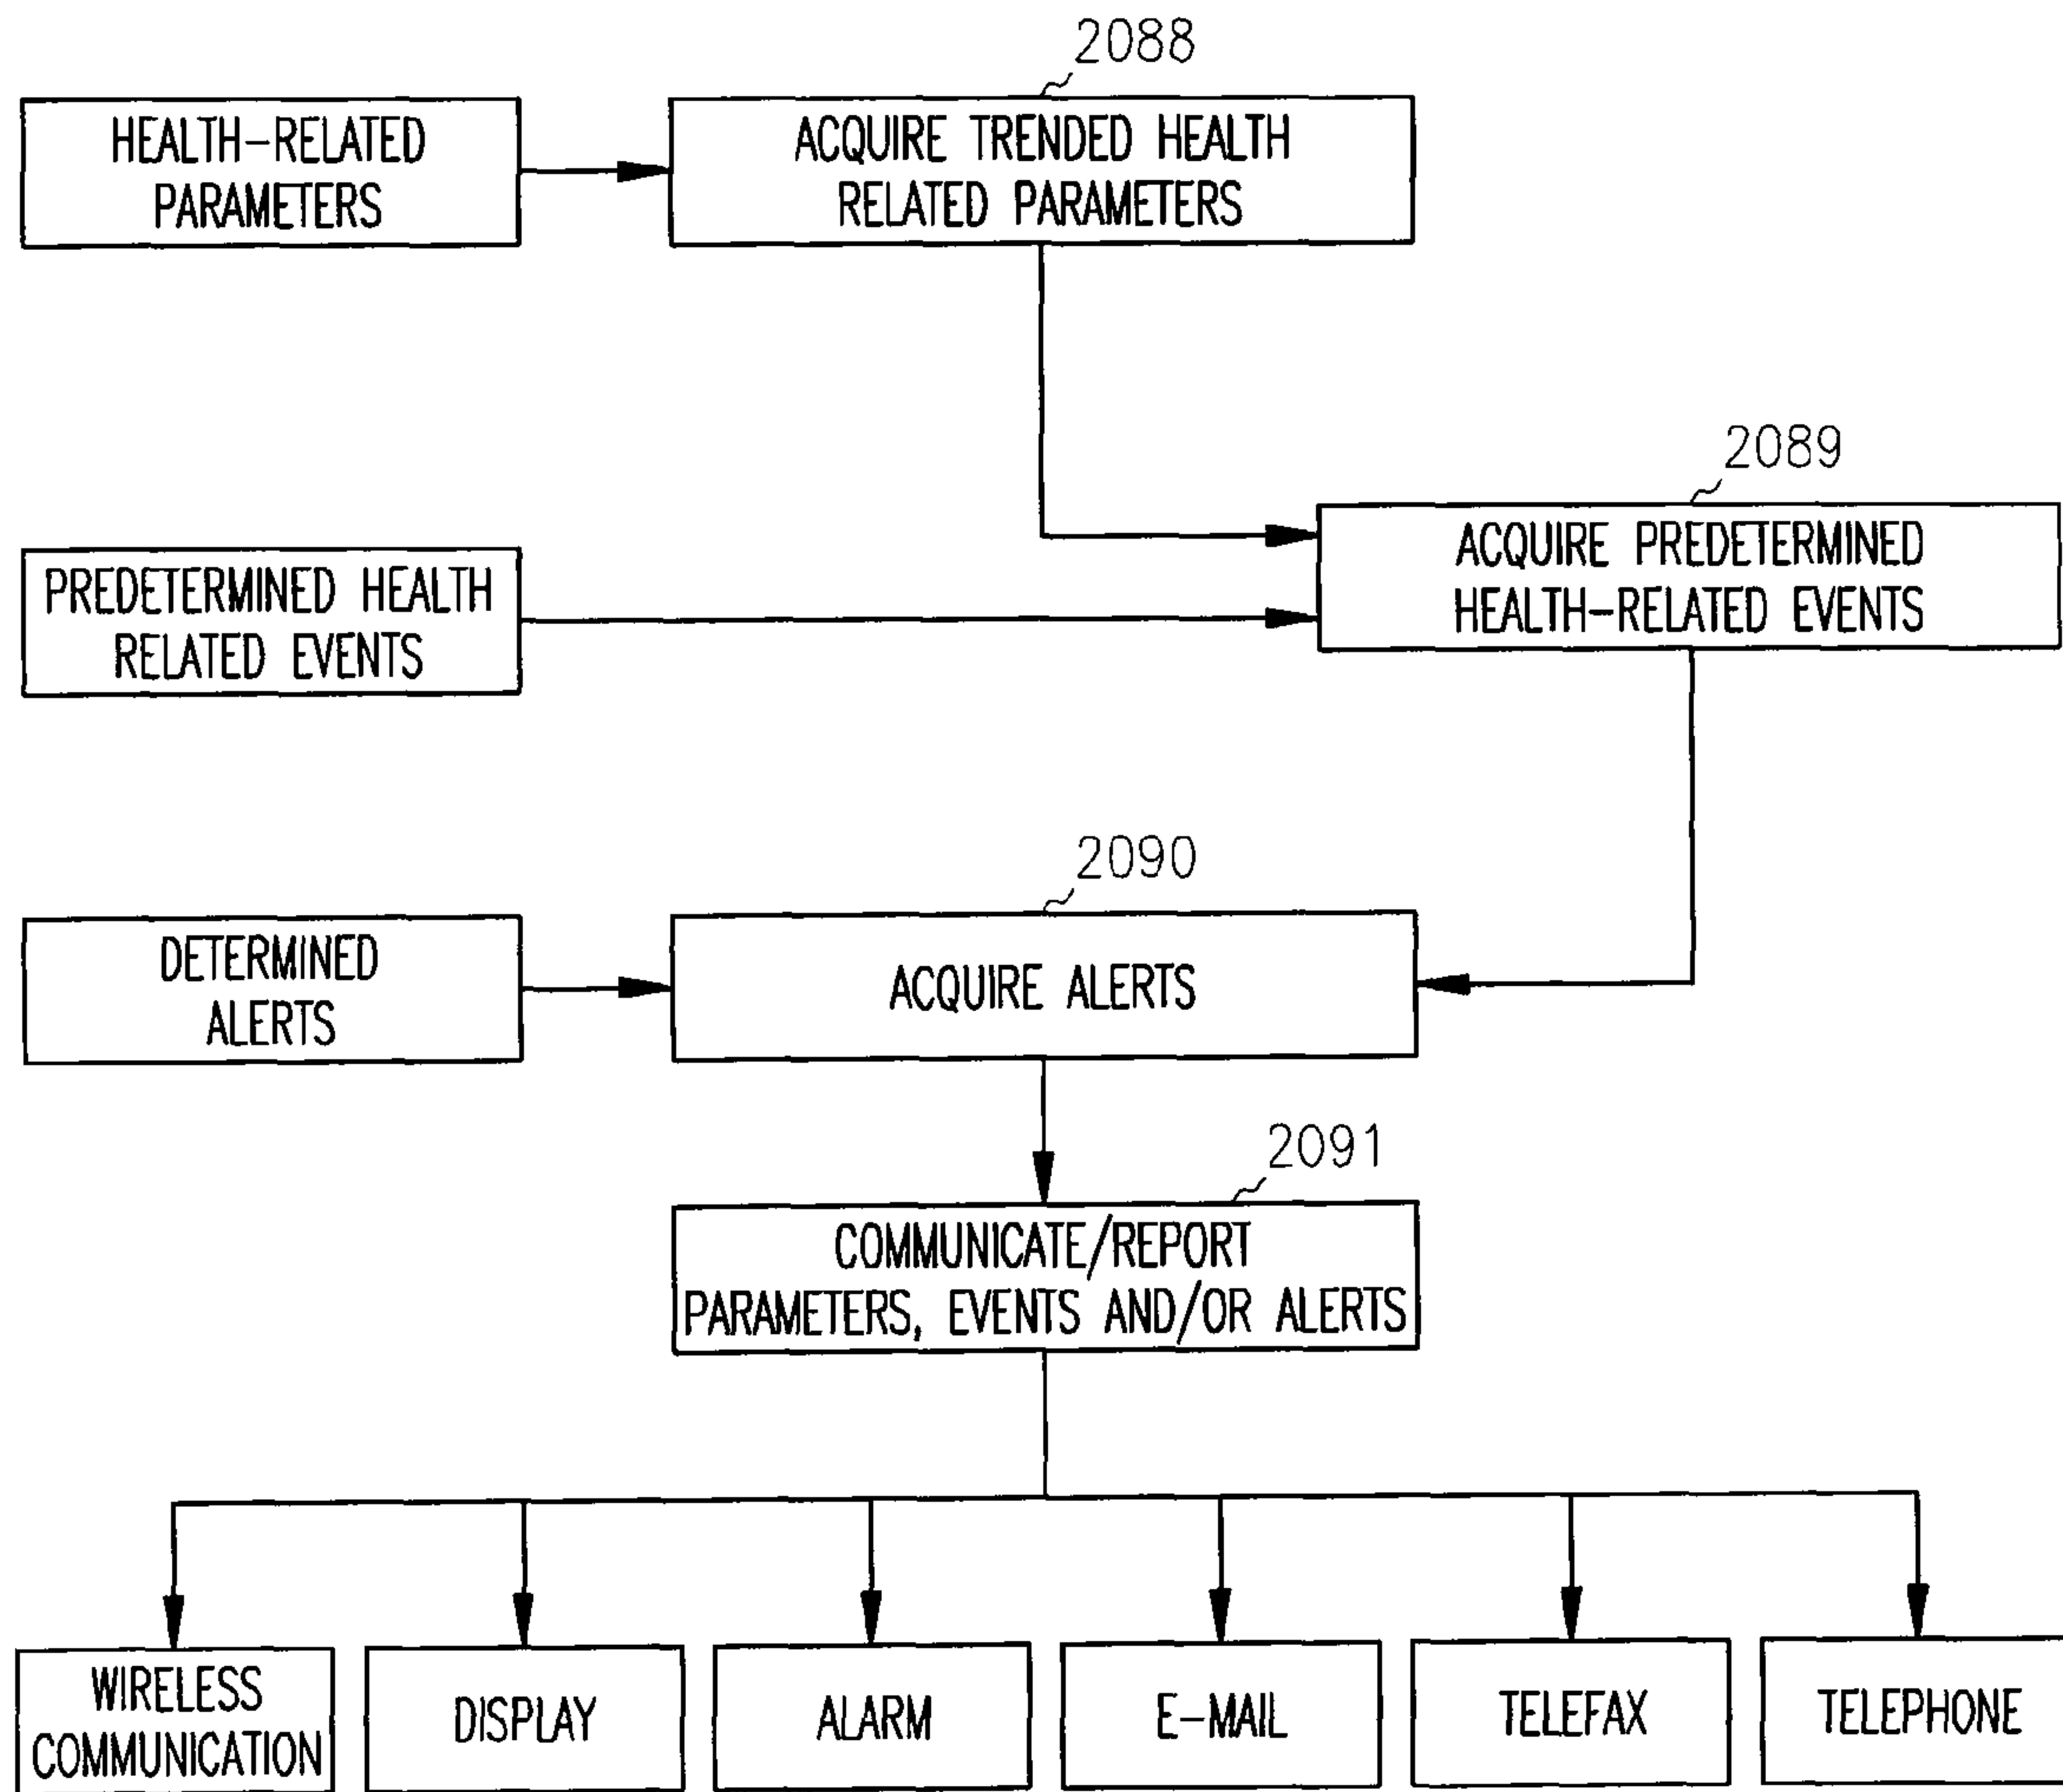 2088
HEALTH-RELATED
PARAMETERS
ACQUIRE TRENDED HEALTH
RELATED PARAMETERS
2089
PREDETERMINED HEALTH
RELATED EVENTS
ACQUIRE PREDETERMINED
HEALTH-RELATED EVENTS
2090
DETERMINED
ALERTS
ACQUIRE ALERTS
2091
COMMUNICATE/REPORT
PARAMETERS, EVENTS AND/OR ALERTS
WIRELESS
COMMUNICATION
DISPLAY
ALARM
E-MAIL
TELEFAX
TELEPHONE